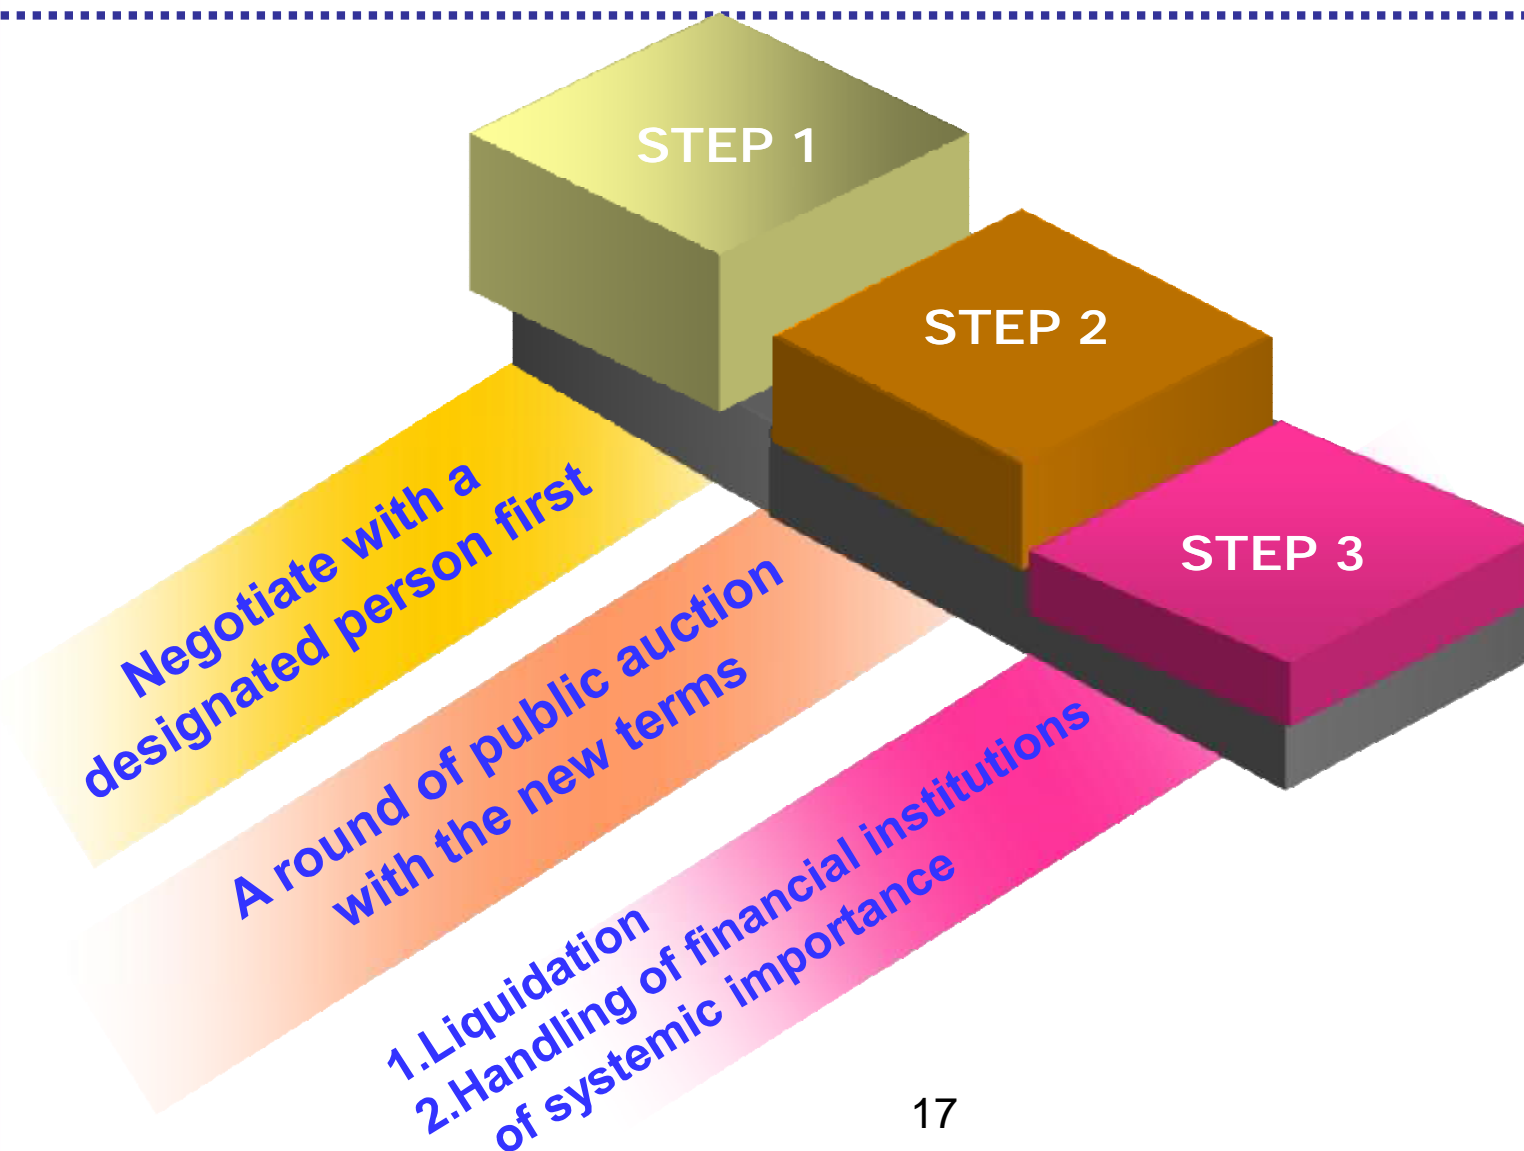 STEP 1
Negotiate with a
designated person first
STEP 2
A round of public auction
with the new terms
STEP 3
1.Liquidation
2.Handling of financial institutions
of systemic importance
17